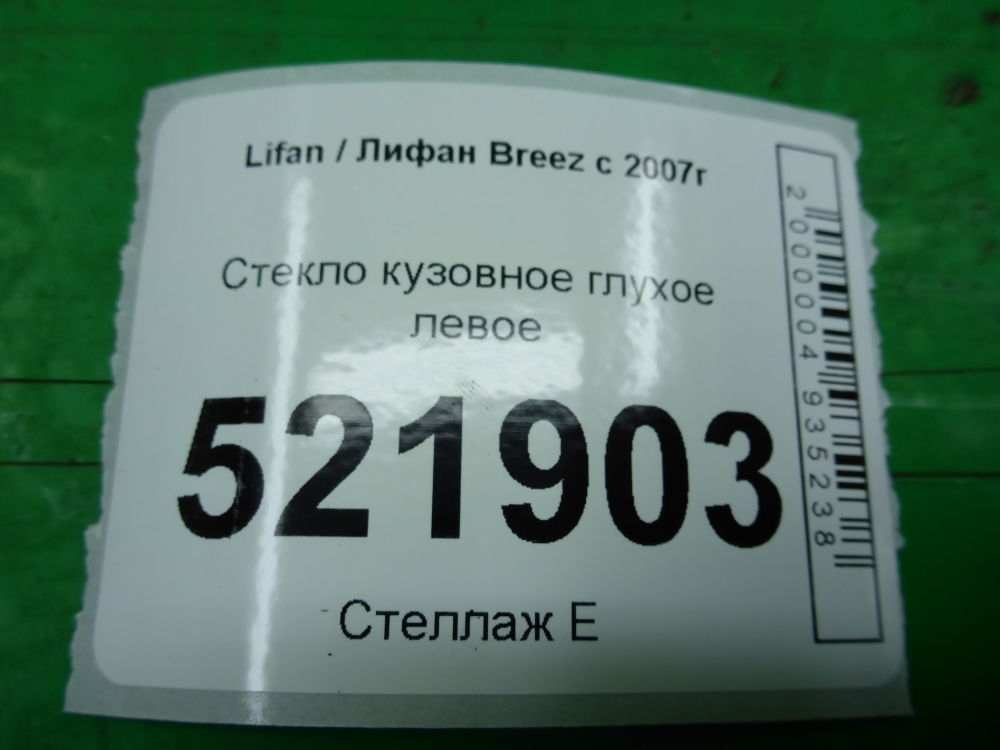 Lifan / Лифан Breez с 2007г
Стекло кузовное глухое
левое
521903
Стеллаж Е
2000004935238